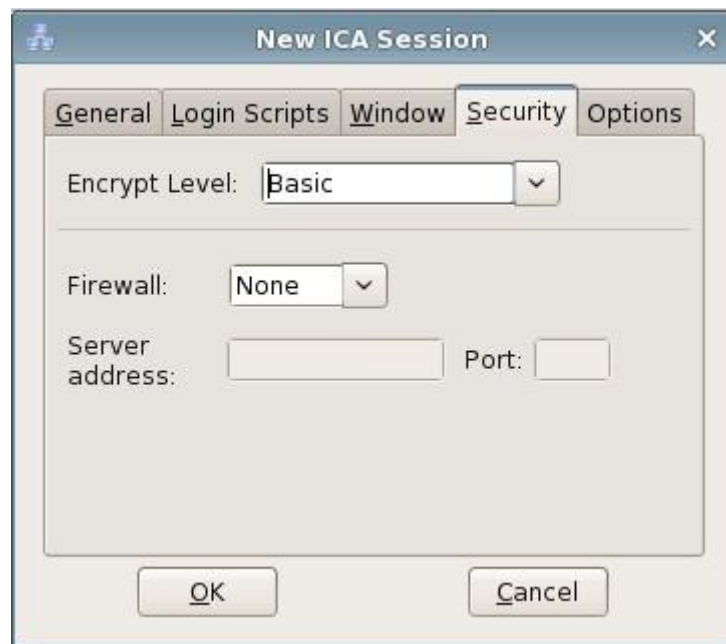 New ICA Session
General Login Scripts Window Security Options
Encrypt Level: Basic
Firewall: None
Server
address:
Port:
OK Cancel